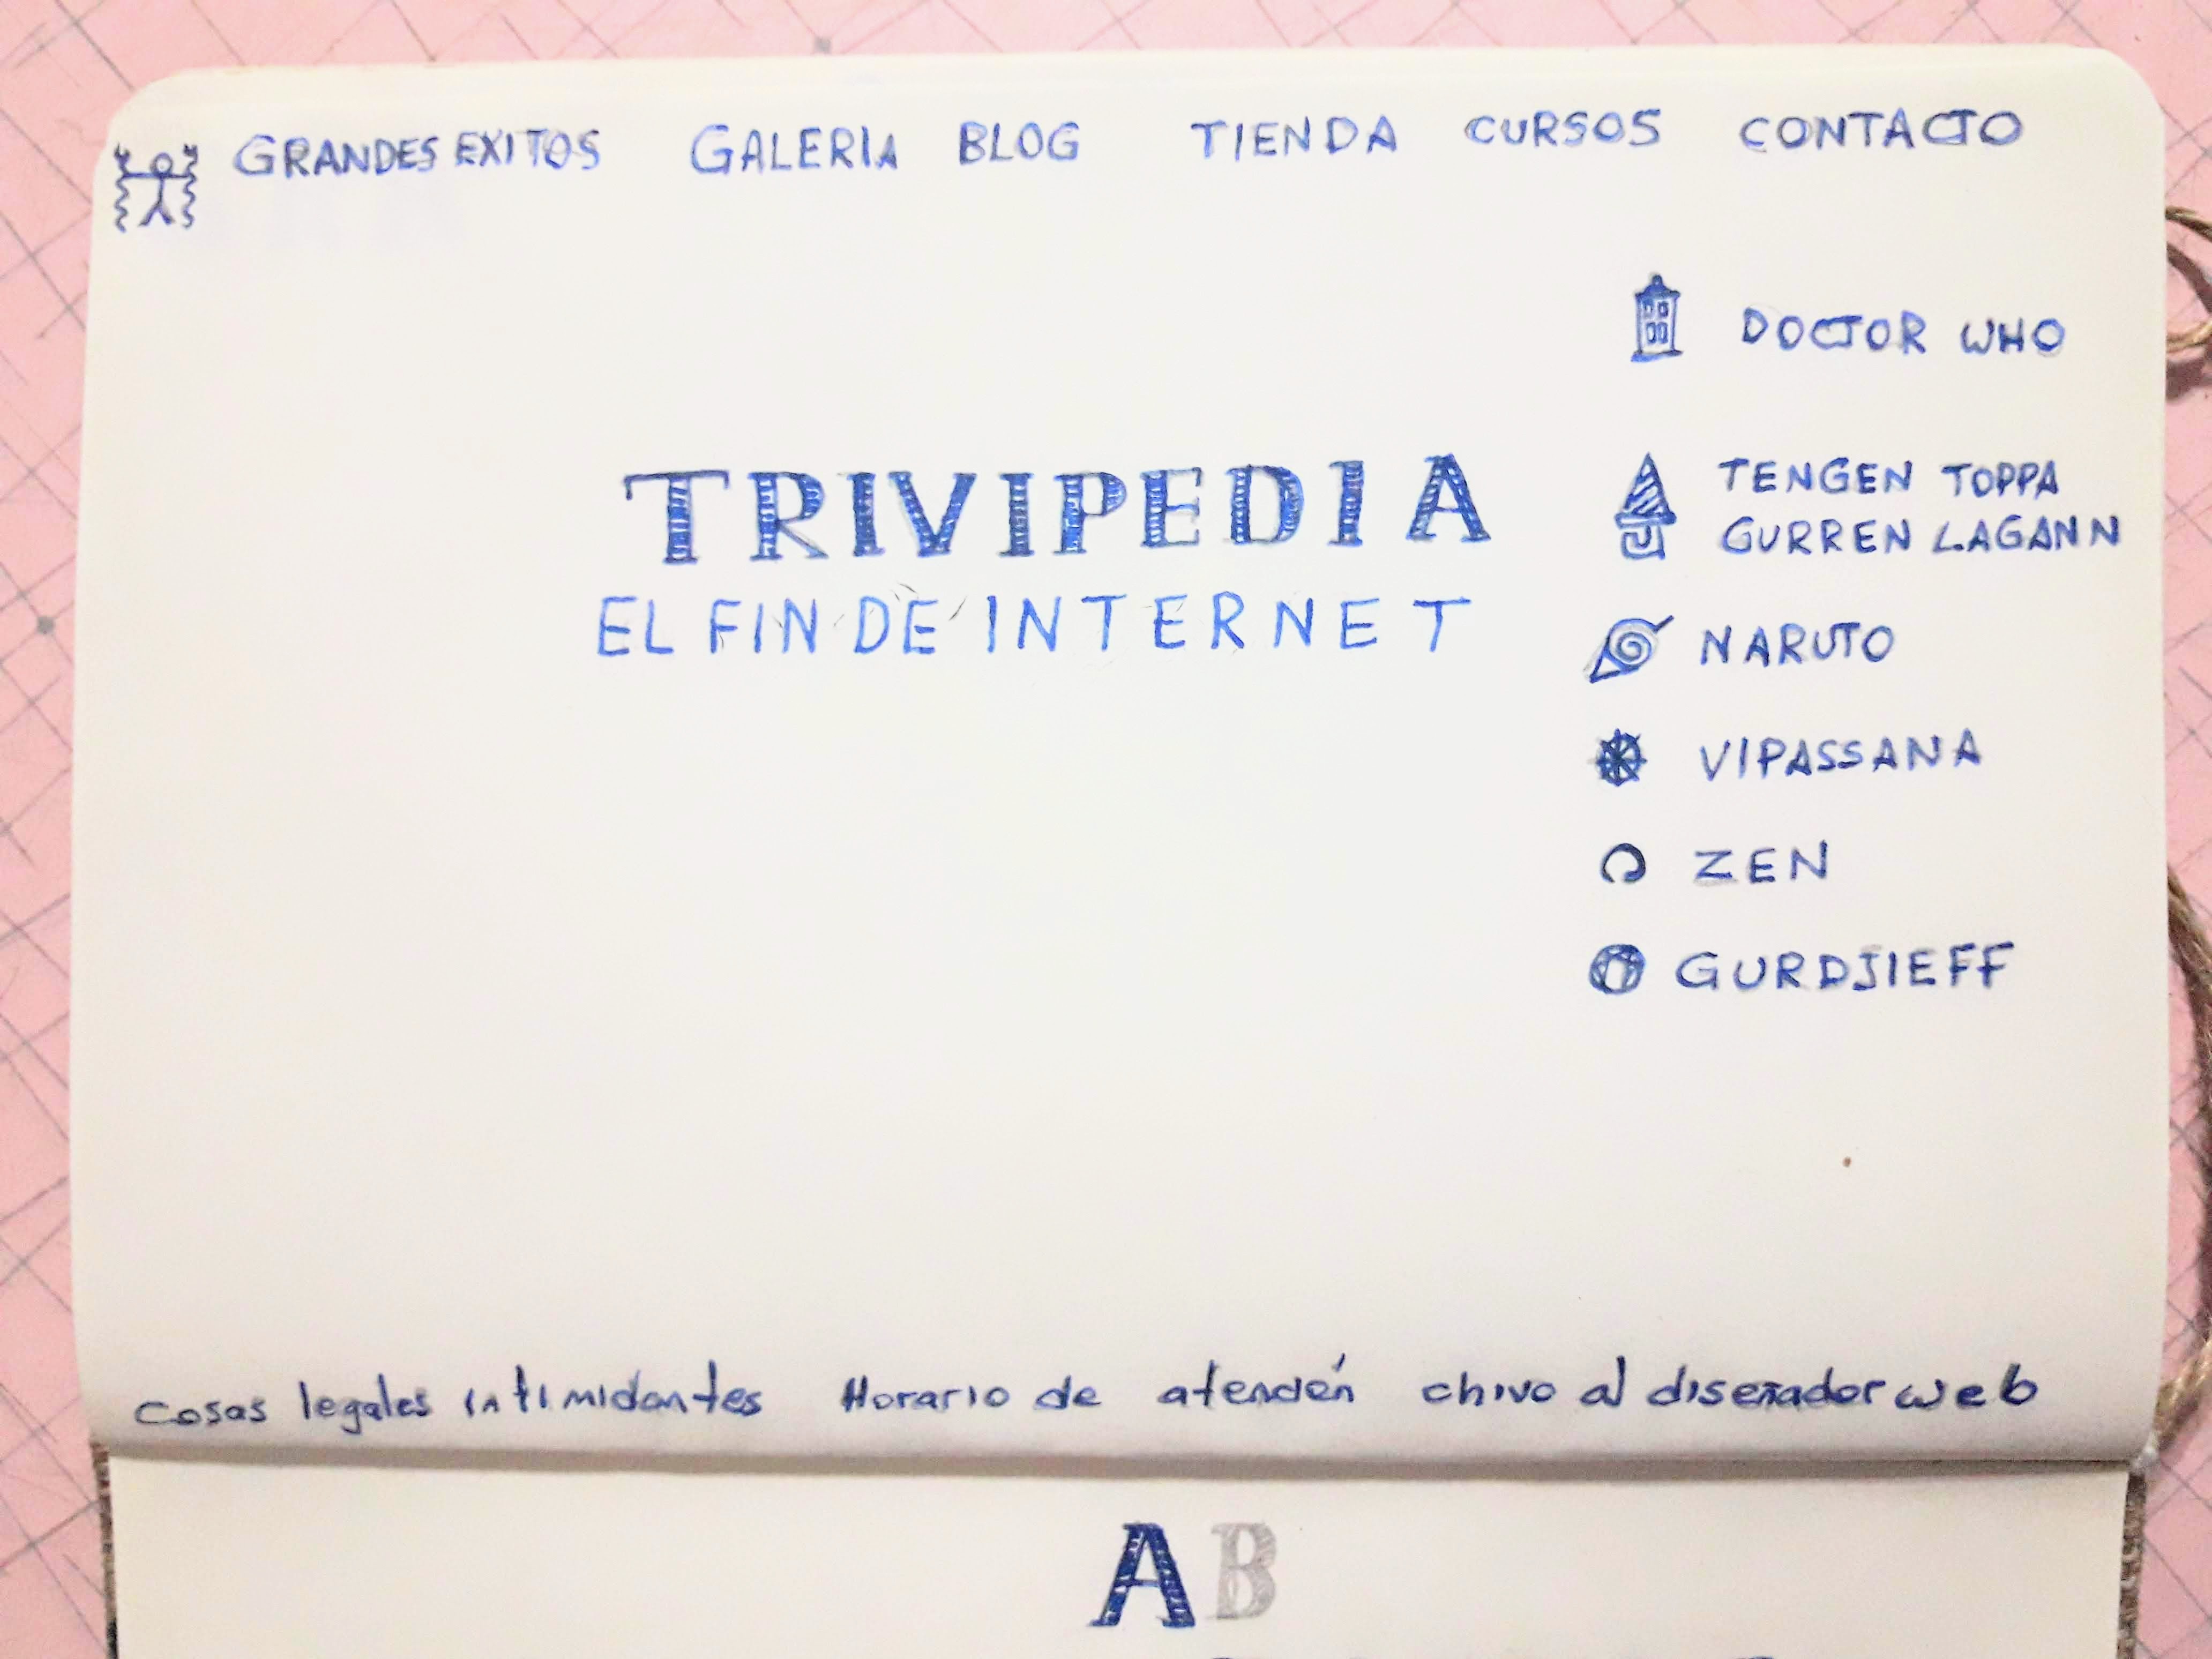 GRANDES EXITOS GALERIA BLOG TIENDA CURSOS CONTACTO
DOCTOR WHO
TENGEN TOPPA
GURREN LAGANN
TRIVIPEDIA
EL FIN DE INTERNET
NARUTO
VIPASSANA
ZEN
GURDJIEFF
Cosas legales intimidantes Horario de atención chivo al diseñador web
AB